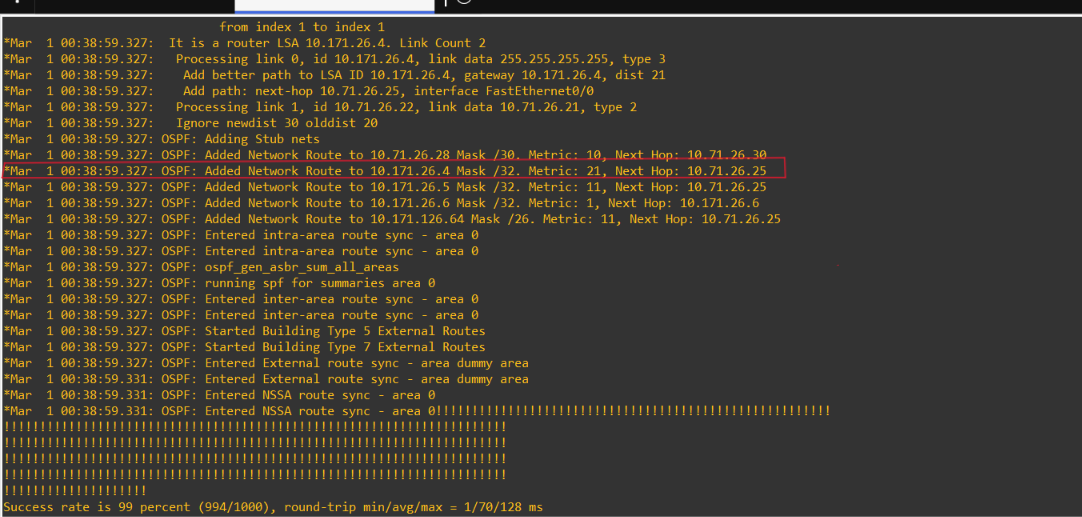 from index 1 to index 1
*Mar  1 00:38:59.327:  It is a router LSA 10.171.26.4. Link Count 2
*Mar  1 00:38:59.327:   Processing link 0, id 10.171.26.4, link data 255.255.255.255, type 3
*Mar  1 00:38:59.327:    Add better path to LSA ID 10.171.26.4, gateway 10.171.26.4, dist 21
*Mar  1 00:38:59.327:    Add path: next-hop 10.71.26.25, interface FastEthernet0/0
*Mar  1 00:38:59.327:   Processing link 1, id 10.71.26.22, link data 10.71.26.21, type 2
*Mar  1 00:38:59.327:   Ignore newdist 30 olddist 20
*Mar  1 00:38:59.327: OSPF: Adding Stub nets
*Mar  1 00:38:59.327: OSPF: Added Network Route to 10.71.26.28 Mask /30. Metric: 10, Next Hop: 10.71.26.30
*Mar  1 00:38:59.327: OSPF: Added Network Route to 10.171.26.4 Mask /32. Metric: 21, Next Hop: 10.71.26.25
*Mar  1 00:38:59.327: OSPF: Added Network Route to 10.171.26.5 Mask /32. Metric: 11, Next Hop: 10.71.26.25
*Mar  1 00:38:59.327: OSPF: Added Network Route to 10.171.26.6 Mask /32. Metric: 1, Next Hop: 10.171.26.6
*Mar  1 00:38:59.327: OSPF: Added Network Route to 10.171.126.64 Mask /26. Metric: 11, Next Hop: 10.71.26.25
*Mar  1 00:38:59.327: OSPF: Entered intra-area route sync - area 0
*Mar  1 00:38:59.327: OSPF: Entered intra-area route sync - area 0
*Mar  1 00:38:59.327: OSPF: ospf_gen_asbr_sum_all_areas
*Mar  1 00:38:59.327: OSPF: running spf for summaries area 0
*Mar  1 00:38:59.327: OSPF: Entered inter-area route sync - area 0
*Mar  1 00:38:59.327: OSPF: Entered inter-area route sync - area 0
*Mar  1 00:38:59.327: OSPF: Started Building Type 5 External Routes
*Mar  1 00:38:59.327: OSPF: Started Building Type 7 External Routes
*Mar  1 00:38:59.327: OSPF: Entered External route sync - area dummy area
*Mar  1 00:38:59.331: OSPF: Entered External route sync - area dummy area
*Mar  1 00:38:59.331: OSPF: Entered NSSA route sync - area 0
*Mar  1 00:38:59.331: OSPF: Entered NSSA route sync - area 0!!!!!!!!!!!!!!!!!!!!!!!!!!!!!!!!!!!!!!!!!!!!!!!!!!!!!!!
!!!!!!!!!!!!!!!!!!!!!!!!!!!!!!!!!!!!!!!!!!!!!!!!!!!!!!!!!!!!!!!!!!!!!!
!!!!!!!!!!!!!!!!!!!!!!!!!!!!!!!!!!!!!!!!!!!!!!!!!!!!!!!!!!!!!!!!!!!!!!
!!!!!!!!!!!!!!!!!!!!!!!!!!!!!!!!!!!!!!!!!!!!!!!!!!!!!!!!!!!!!!!!!!!!!!
!!!!!!!!!!!!!!!!!!!!!!!!!!!!!!!!!!!!!!!!!!!!!!!!!!!!!!!!!!!!!!!!!!!!!!
!!!!!!!!!!!!!!!!!!!!
Success rate is 99 percent (994/1000), round-trip min/avg/max = 1/70/128 ms